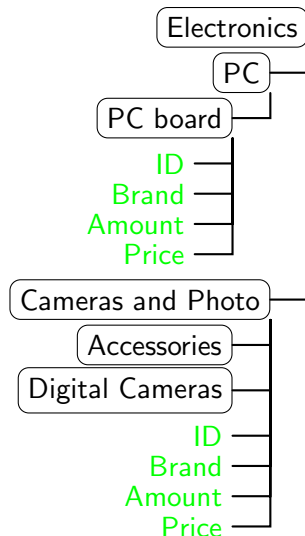 Electronics
PC
PC board
ID
Brand
Amount
Price
Cameras and Photo
Accessories
Digital Cameras
ID
Brand
Amount
Price